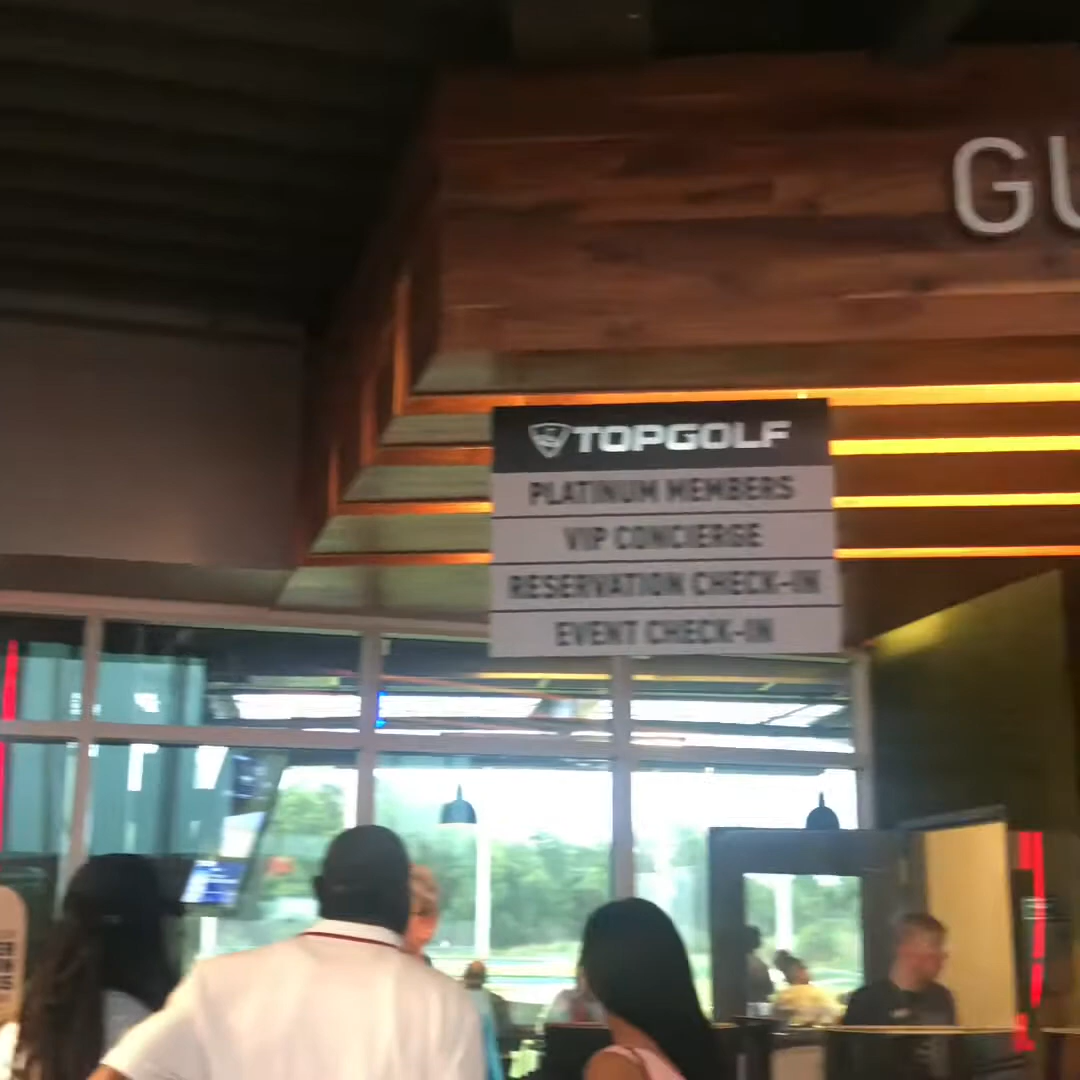 GU
TOPGOLF
PLATINUM MEMBERS
VIP CONCIERGE
RESERVATION CHECK-IN
EVENT CHECK-IN